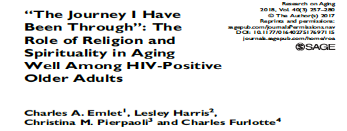 Research on Aging
2018, Vol. 40(3) 257–280
© The Author(s) 2017
Reprints and permissions:
sagepub.com/journalsPermissions.nav
DOI: 10.1177/0164027517697115
journals.sagepub.com/home/roa
SAGE
“The Journey I Have
Been Through”: The
Role of Religion and
Spirituality in Aging
Well Among HIV-Positive
Older Adults
Charles A. Emlet1, Lesley Harris2,
Christina M. Pierpaoli3 and Charles Furlotte4